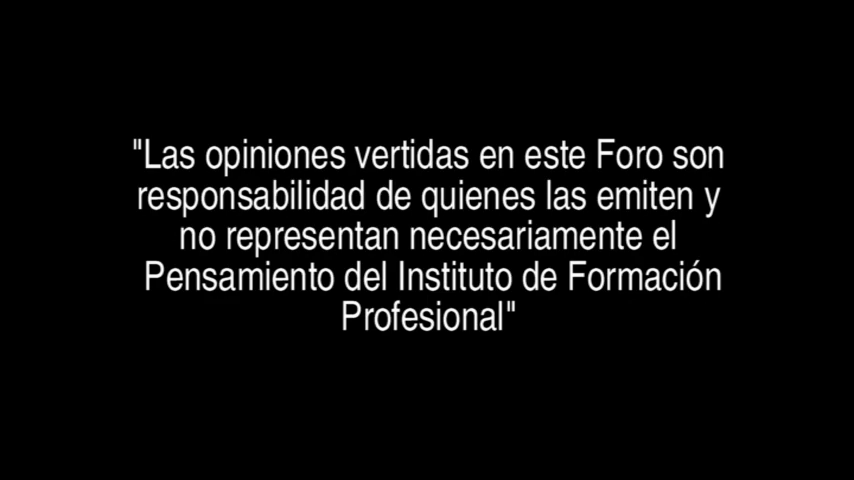 "Las opiniones vertidas en este Foro son
responsabilidad de quienes las emiten y
no representan necesariamente el
Pensamiento del Instituto de Formación
Profesional"